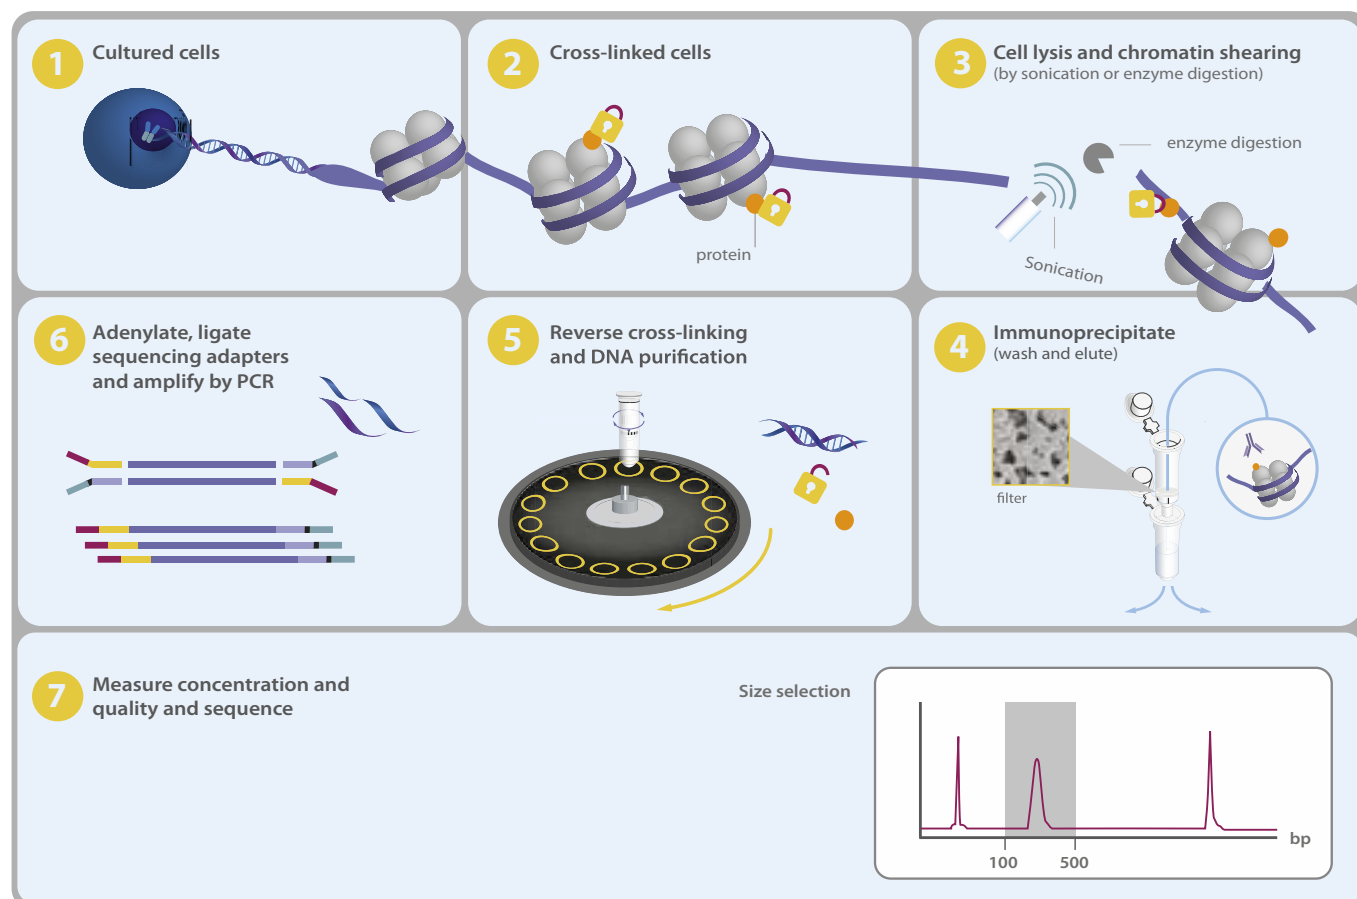 1
Cultured cells
2
Cross-linked cells
protein
3
Cell lysis and chromatin shearing
(by sonication or enzyme digestion)
enzyme digestion
Sonication
6
Adenylate, ligate
sequencing adapters
and amplify by PCR
5
Reverse cross-linking
and DNA purification
4
Immunoprecipitate
(wash and elute)
filter
7
Measure concentration and
quality and sequence
Size selection
bp
100
500